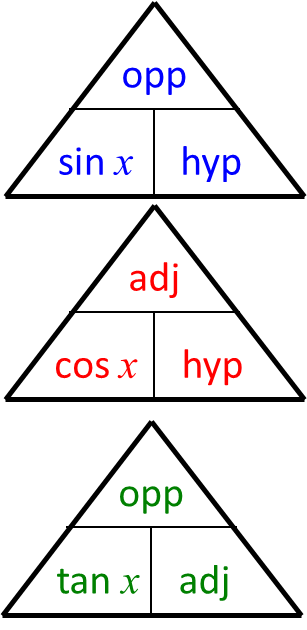 opp
sin x hyp
adj
cos x hyp
opp
tan x adj